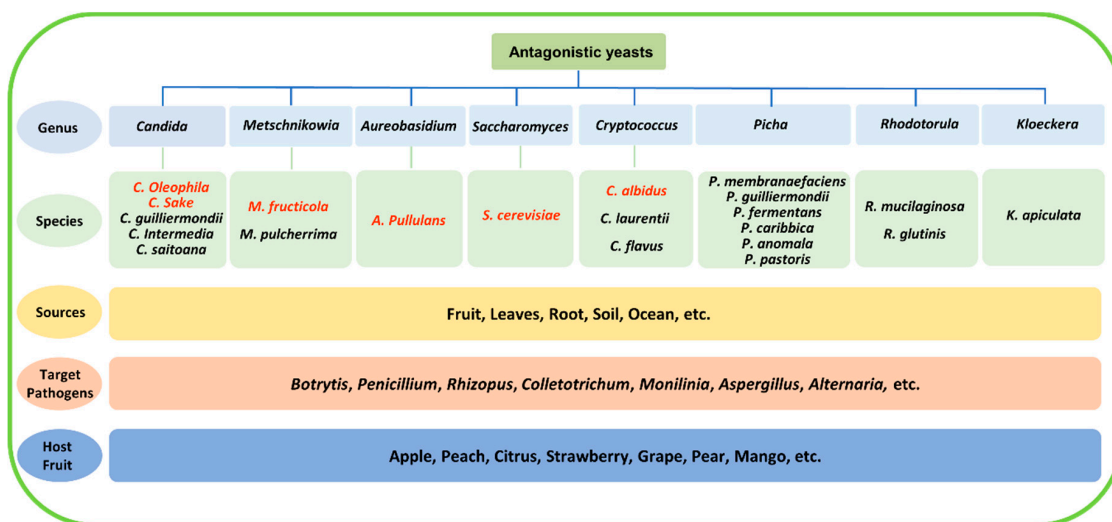 Antagonistic yeasts
Genus
Candida
Metschnikowia
Aureobasidium
Saccharomyces
Cryptococcus
Picha
Rhodotorula
Kloeckera
Species
C. Oleophila
C. Sake
C. guilliermondii
C. Intermedia
C. saitoana
M. fructicola
M. pulcherrima
A. Pullulans
S. cerevisiae
C. albidus
C. laurentii
C. flavus
P. membranaefaciens
P. guilliermondii
P. fermentans
P. caribbica
P. anomala
P. pastoris
R. mucilaginosa
R. glutinis
K. apiculata
Sources
Fruit, Leaves, Root, Soil, Ocean, etc.
Target
Pathogens
Botrytis, Penicillium, Rhizopus, Colletotrichum, Monilinia, Aspergillus, Alternaria, etc.
Host
Fruit
Apple, Peach, Citrus, Strawberry, Grape, Pear, Mango, etc.